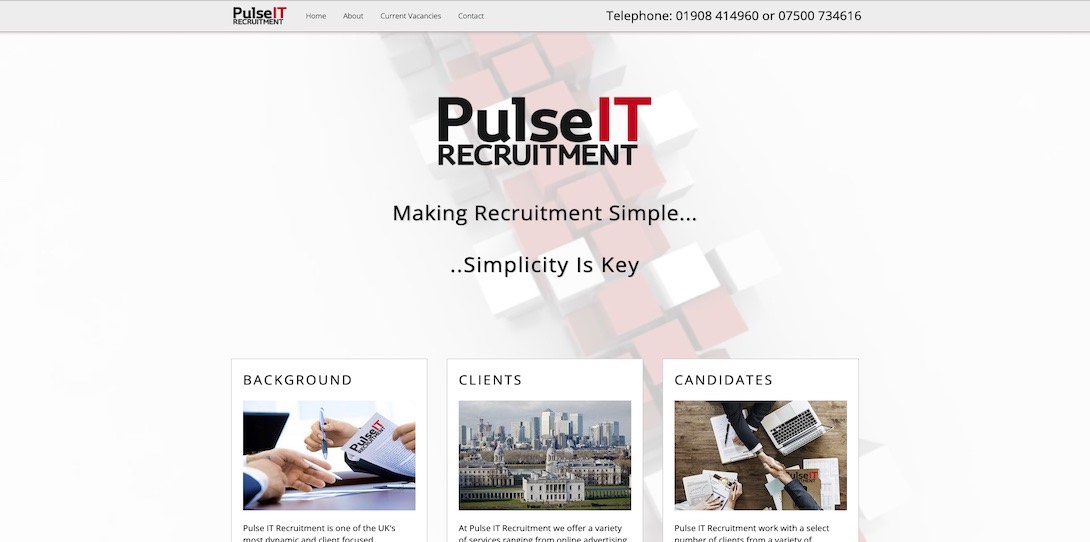 PulseIT
RECRUITMENT
Home About Current Vacancies Contact
Telephone: 01908 414960 or 07500 734616
PulseIT
RECRUITMENT
Making Recruitment Simple...
..Simplicity Is Key
BACKGROUND
PulseIT
RECRUITMENT
Pulse IT Recruitment is one of the UK's
most dynamic and client focused
CLIENTS
At Pulse IT Recruitment we offer a variety
of services ranging from online advertising
CANDIDATES
PulseIT
RECRUITMENT
Pulse IT Recruitment work with a select
number of clients from a variety of